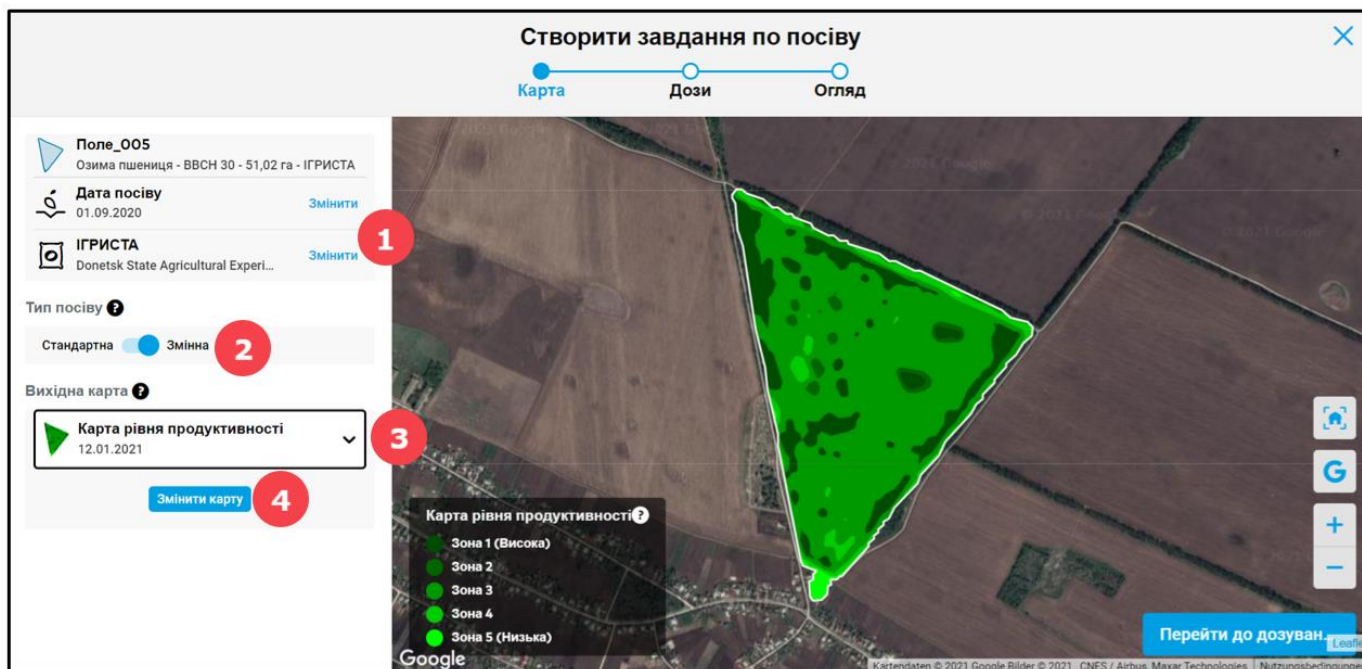 Створити завдання по посіву
Карта
Дози
Огляд
Поле_005
Озима пшениця - BBCH 30 - 51,02 га - ІГРИСТА
Дата посіву
01.09.2020
Змінити
1
ІГРИСТА
Donetsk State Agricultural Experi...
Змінити
Тип посіву ?
Стандартна
Змінна
2
Вихідна карта ?
Карта рівня продуктивності
12.01.2021
3
Змінити карту
4
Карта рівня продуктивності ?
Зона 1 (Висока)
Зона 2
Зона 3
Зона 4
Зона 5 (Низька)
G
+
−
Перейти до дозуван...
Google
Kartendaten © 2021 Google Bilder © 2021 , CNES / Airbus, Maxar Technologies